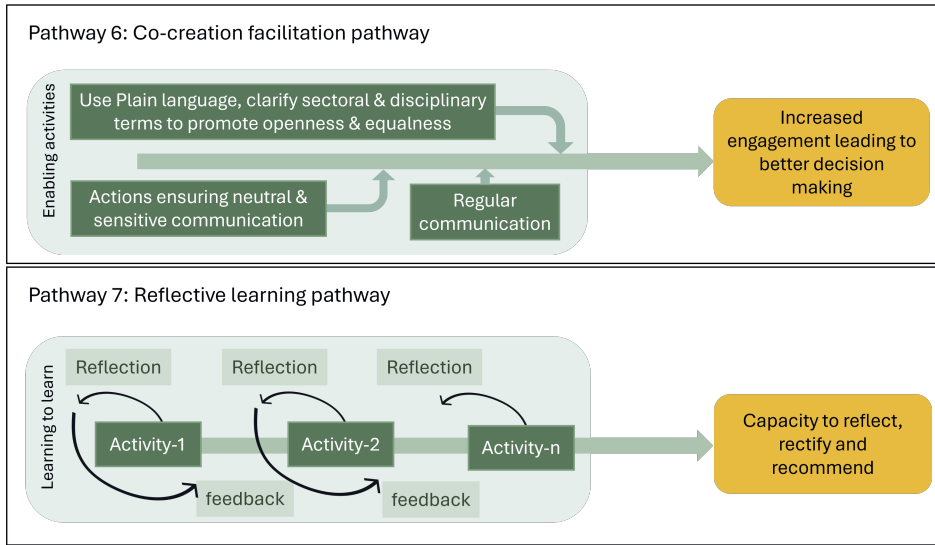 Pathway 6: Co-creation facilitation pathway
Enabling activities
Use Plain language, clarify sectoral & disciplinary
terms to promote openness & equalness
Actions ensuring neutral &
sensitive communication
Regular
communication
Increased
engagement leading to
better decision
making
Pathway 7: Reflective learning pathway
Learning to learn
Reflection
Reflection
Reflection
Activity-1
Activity-2
Activity-n
feedback
feedback
Capacity to reflect,
rectify and
recommend